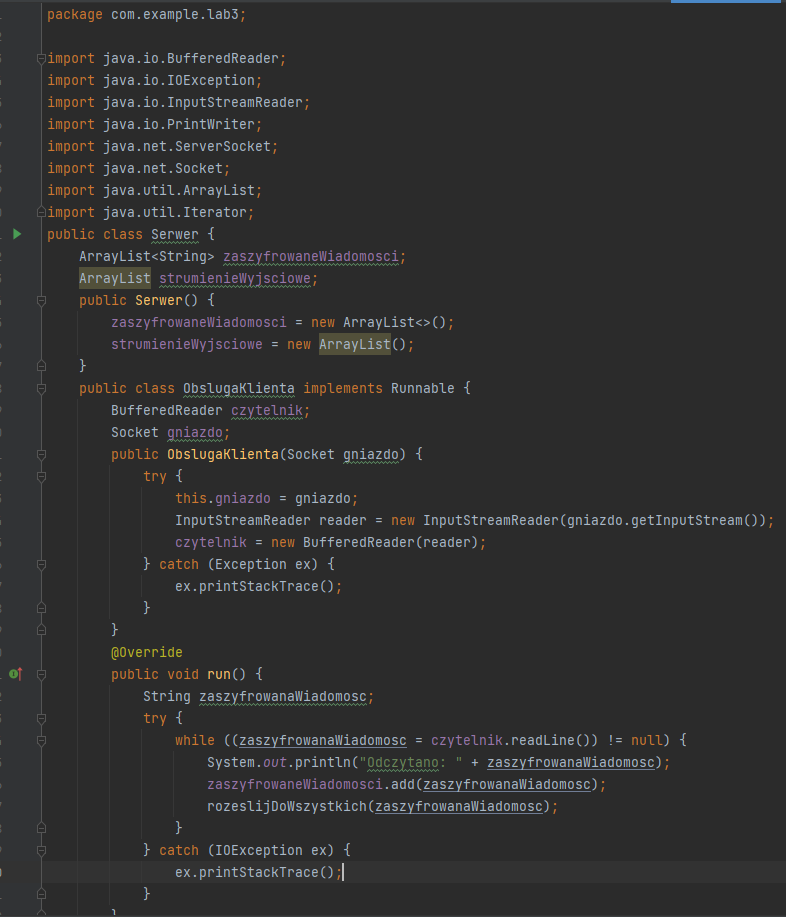 package com.example.lab3;
import java.io.BufferedReader;
import java.io.IOException;
import java.io.InputStreamReader;
import java.io.PrintWriter;
import java.net.ServerSocket;
import java.net.Socket;
import java.util.ArrayList;
import java.util.Iterator;
public class Serwer {
    ArrayList<String> zaszyfrowaneWiadomosci;
    ArrayList strumienieWyjsciowe;
    public Serwer() {
        zaszyfrowaneWiadomosci = new ArrayList<>();
        strumienieWyjsciowe = new ArrayList();
    }
    public class ObslugaKlienta implements Runnable {
        BufferedReader czytelnik;
        Socket gniazdo;
        public ObslugaKlienta(Socket gniazdo) {
            try {
                this.gniazdo = gniazdo;
                InputStreamReader reader = new InputStreamReader(gniazdo.getInputStream());
                czytelnik = new BufferedReader(reader);
            } catch (Exception ex) {
                ex.printStackTrace();
            }
        }
        @Override
        public void run() {
            String zaszyfrowanaWiadomosc;
            try {
                while ((zaszyfrowanaWiadomosc = czytelnik.readLine()) != null) {
                    System.out.println("Odczytano: " + zaszyfrowanaWiadomosc);
                    zaszyfrowaneWiadomosci.add(zaszyfrowanaWiadomosc);
                    rozeslijDoWszystkich(zaszyfrowanaWiadomosc);
                }
            } catch (IOException ex) {
                ex.printStackTrace();
            }
        }